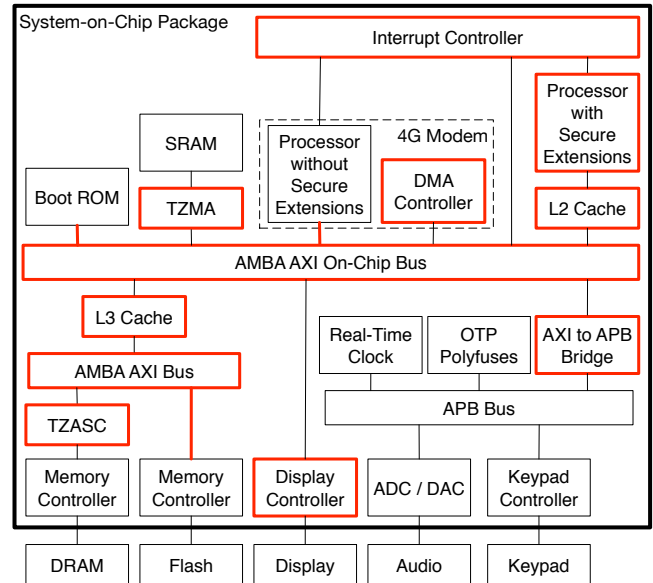 System-on-Chip Package
Interrupt Controller
Processor
with
Secure
Extensions
4G Modem
SRAM
Processor
without
Secure
Extensions
DMA
Controller
Boot ROM
TZMA
L2 Cache
AMBA AXI On-Chip Bus
L3 Cache
Real-Time
Clock
OTP
Polyfuses
AXI to APB
Bridge
AMBA AXI Bus
APB Bus
TZASC
Memory
Controller
Memory
Controller
Display
Controller
ADC / DAC
Keypad
Controller
DRAM
Flash
Display
Audio
Keypad